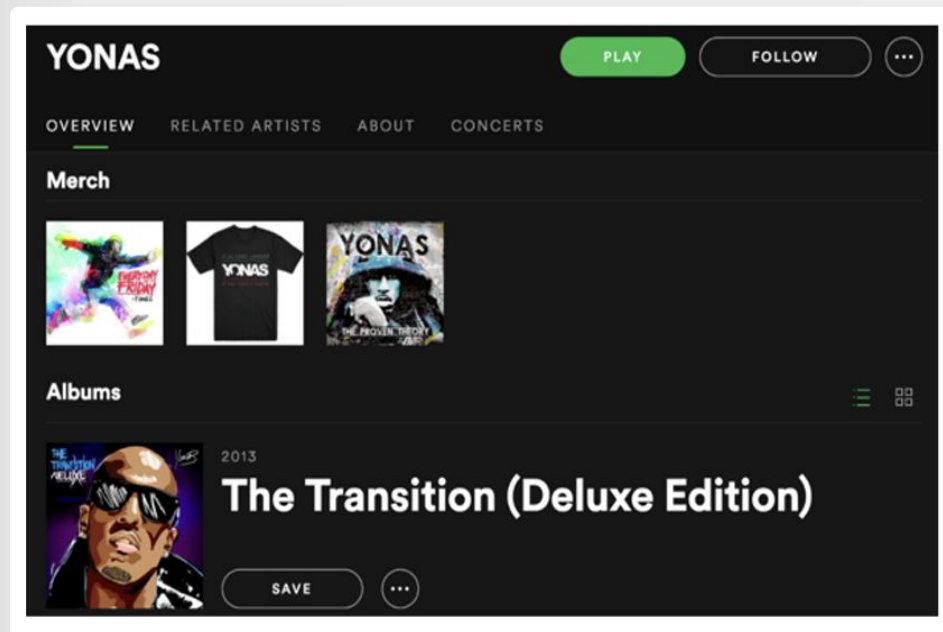 YONAS
PLAY
FOLLOW
OVERVIEW RELATED ARTISTS ABOUT CONCERTS
Merch
EVERYDAY
FRIDAY
YONAS
YONAS
THE PROVEN THEORY
Albums
THE
TRANSITION
DELUXE
2013
The Transition (Deluxe Edition)
SAVE